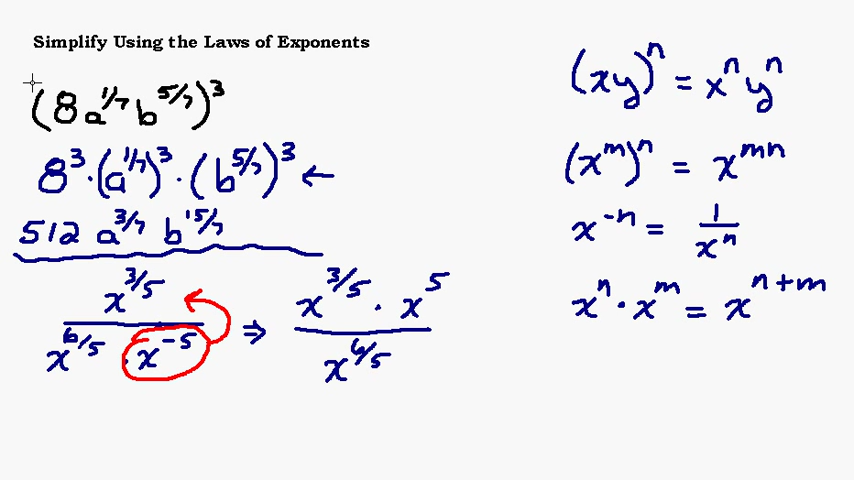 Simplify Using the Laws of Exponents
(8a^{1/7}b^{5/7})^3
8^3·(a^{1/7})^3·(b^{5/7})^3 ←
512 a^{3/7} b^{15/7}
x^{3/5} / (x^{6/5}·x^{-5}) ⇒ (x^{3/5}·x^5) / x^{6/5}
(xy)^n = x^n y^n
(x^m)^n = x^{mn}
x^{-n} = 1/x^n
x^n·x^m = x^{n+m}